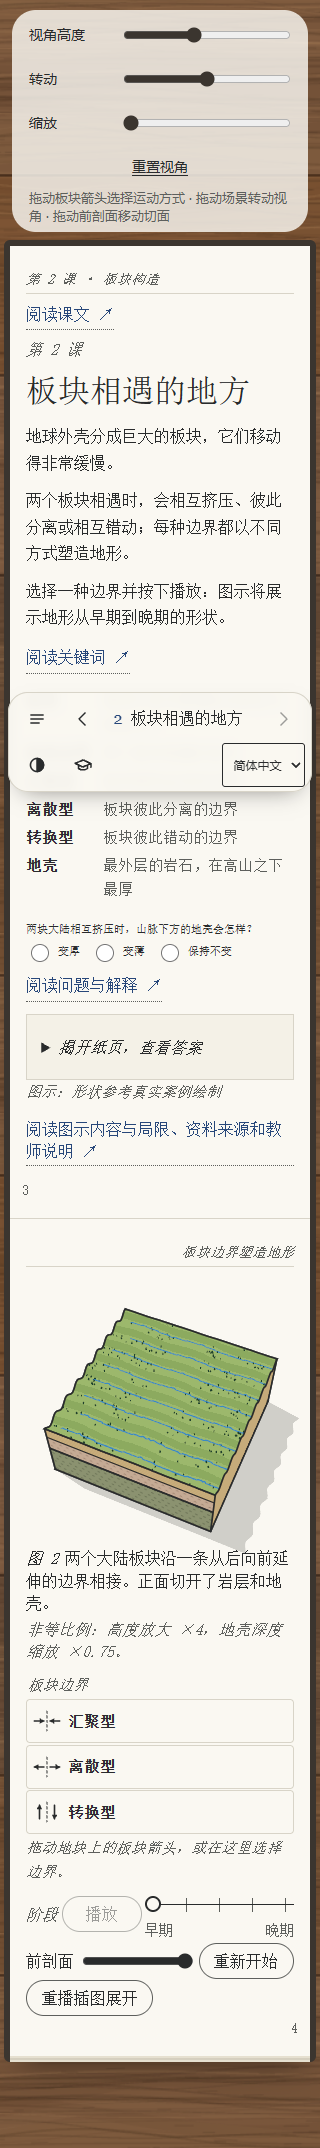 视角高度
转动
缩放
重置视角
拖动板块箭头选择运动方式 · 拖动场景转动视
角 · 拖动前剖面移动切面
第 2 课 · 板块构造
阅读课文 ↗
第 2 课
板块相遇的地方
地球外壳分成巨大的板块，它们移动
得非常缓慢。
两个板块相遇时，会相互挤压、彼此
分离或相互错动；每种边界都以不同
方式塑造地形。
选择一种边界并按下播放：图示将展
示地形从早期到晚期的形状。
阅读关键词 ↗
2 板块相遇的地方
简体中文
离散型 板块彼此分离的边界
转换型 板块彼此错动的边界
地壳 最外层的岩石，在高山之下
最厚
两块大陆相互挤压时，山脉下方的地壳会怎样？
变厚 变薄 保持不变
阅读问题与解释 ↗
▶ 揭开纸页，查看答案
图示：形状参考真实案例绘制
阅读图示内容与局限、资料来源和教
师说明 ↗
3
板块边界塑造地形
图 2 两个大陆板块沿一条从后向前延
伸的边界相接。正面切开了岩层和地
壳。
非等比例：高度放大 ×4，地壳深度
缩放 ×0.75。
板块边界
汇聚型
离散型
转换型
拖动地块上的板块箭头，或在这里选择
边界。
阶段 播放
早期 晚期
前剖面 重新开始
重播插图展开
4